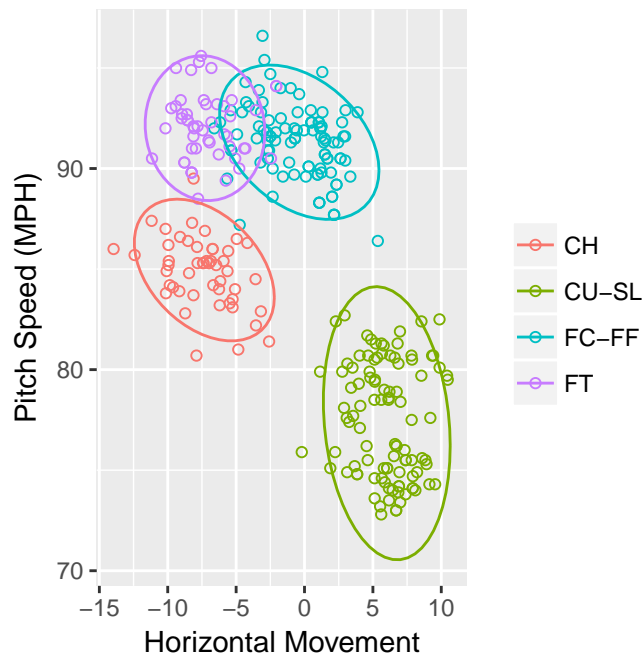 Pitch Speed (MPH)
90
80
70
−15
−10
−5
0
5
10
Horizontal Movement
CH
CU−SL
FC−FF
FT